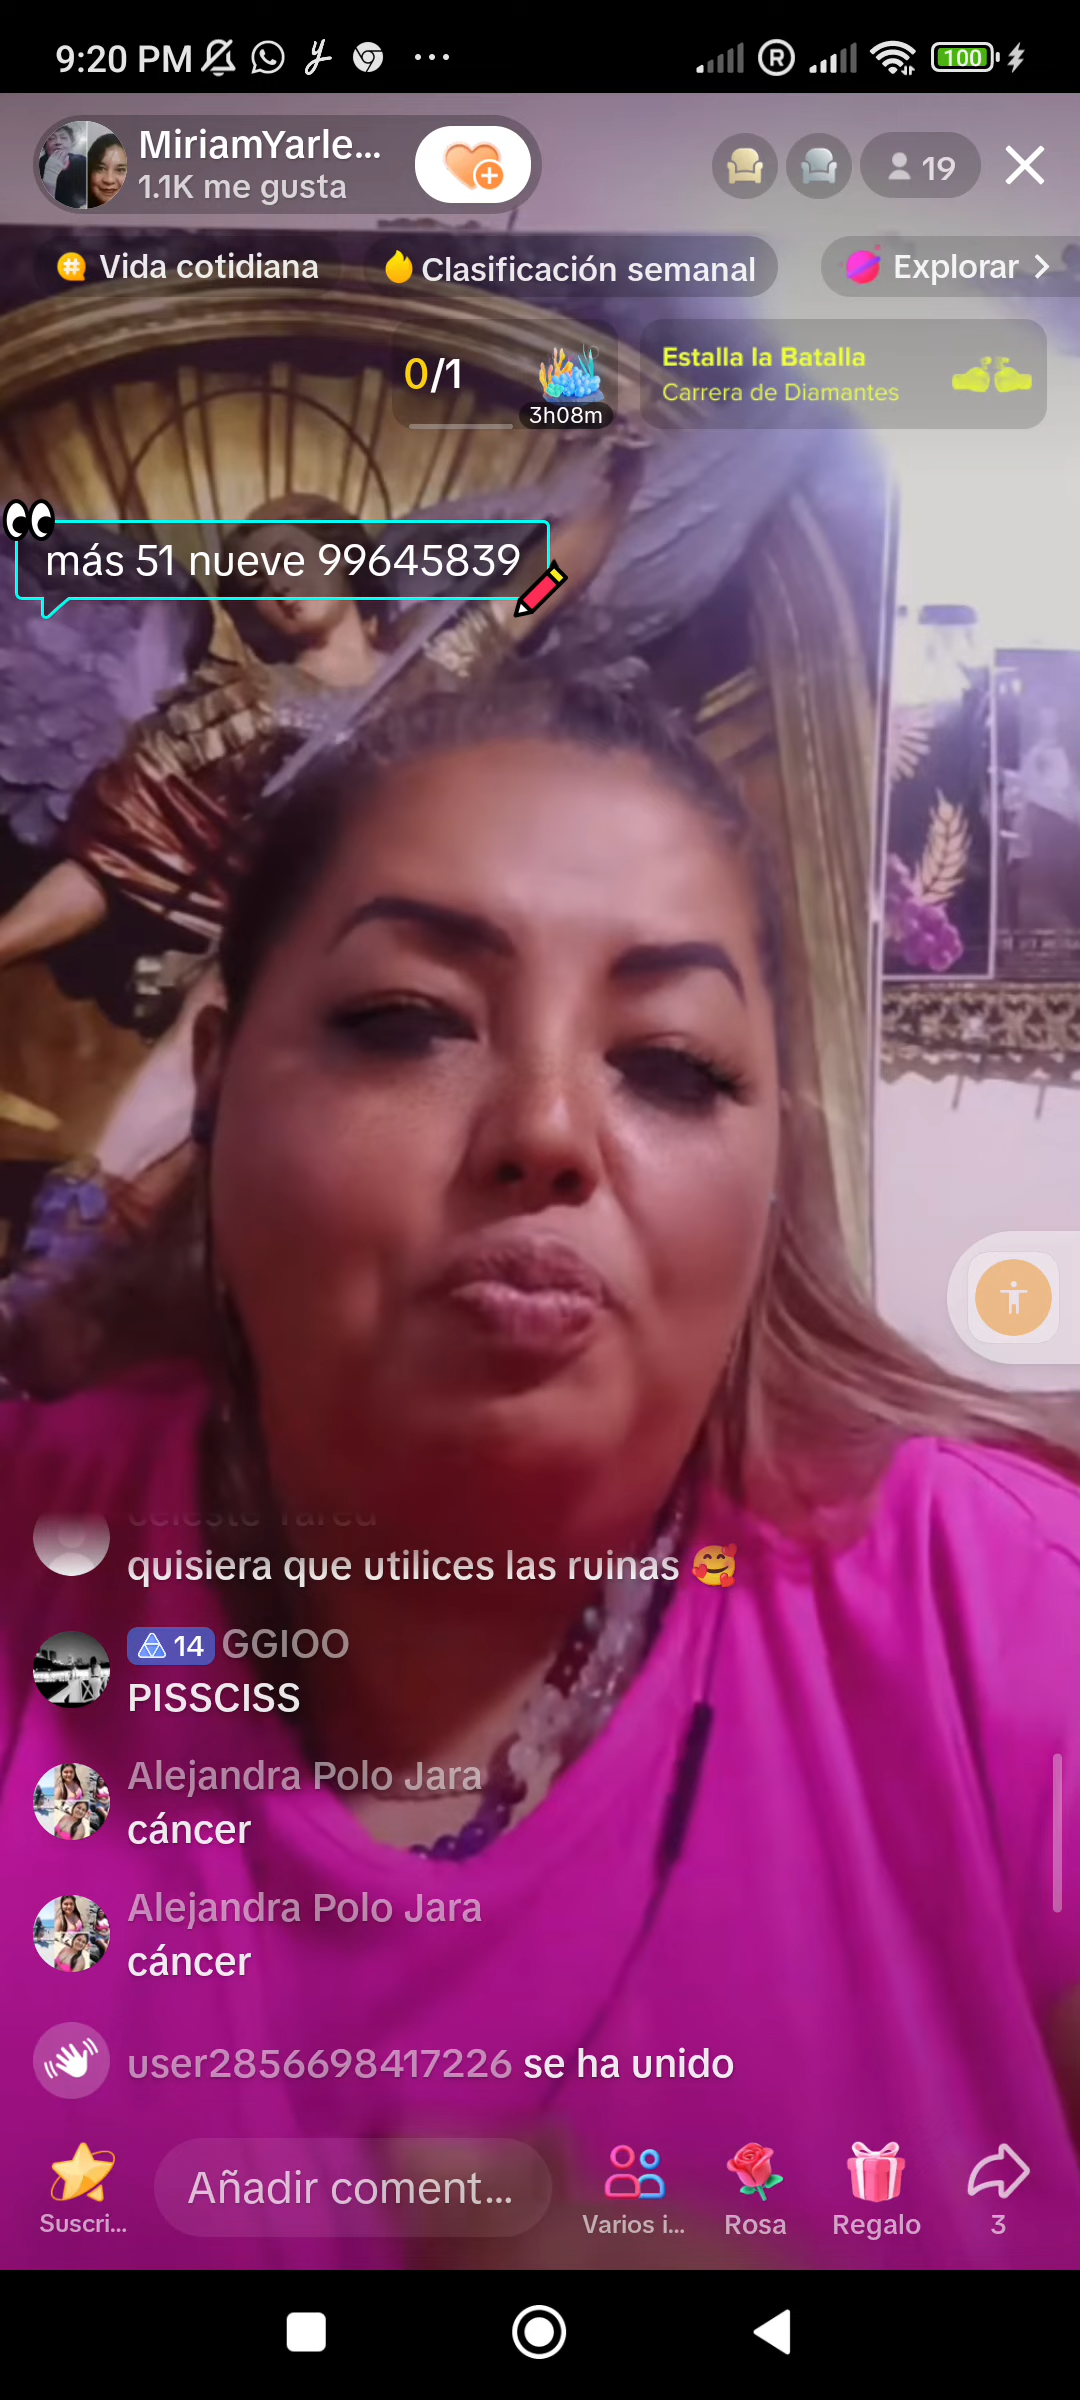 9:20 PM
100
MiriamYarle...
1.1K me gusta
19
Vida cotidiana
Clasificación semanal
Explorar
0/1
3h08m
Estalla la Batalla
Carrera de Diamantes
más 51 nueve 99645839
celeste Yared
quisiera que utilices las ruinas 🥰
14 GGIOO
PISSCISS
Alejandra Polo Jara
cáncer
Alejandra Polo Jara
cáncer
user2856698417226 se ha unido
Añadir coment...
Suscri...
Varios i...
Rosa
Regalo
3